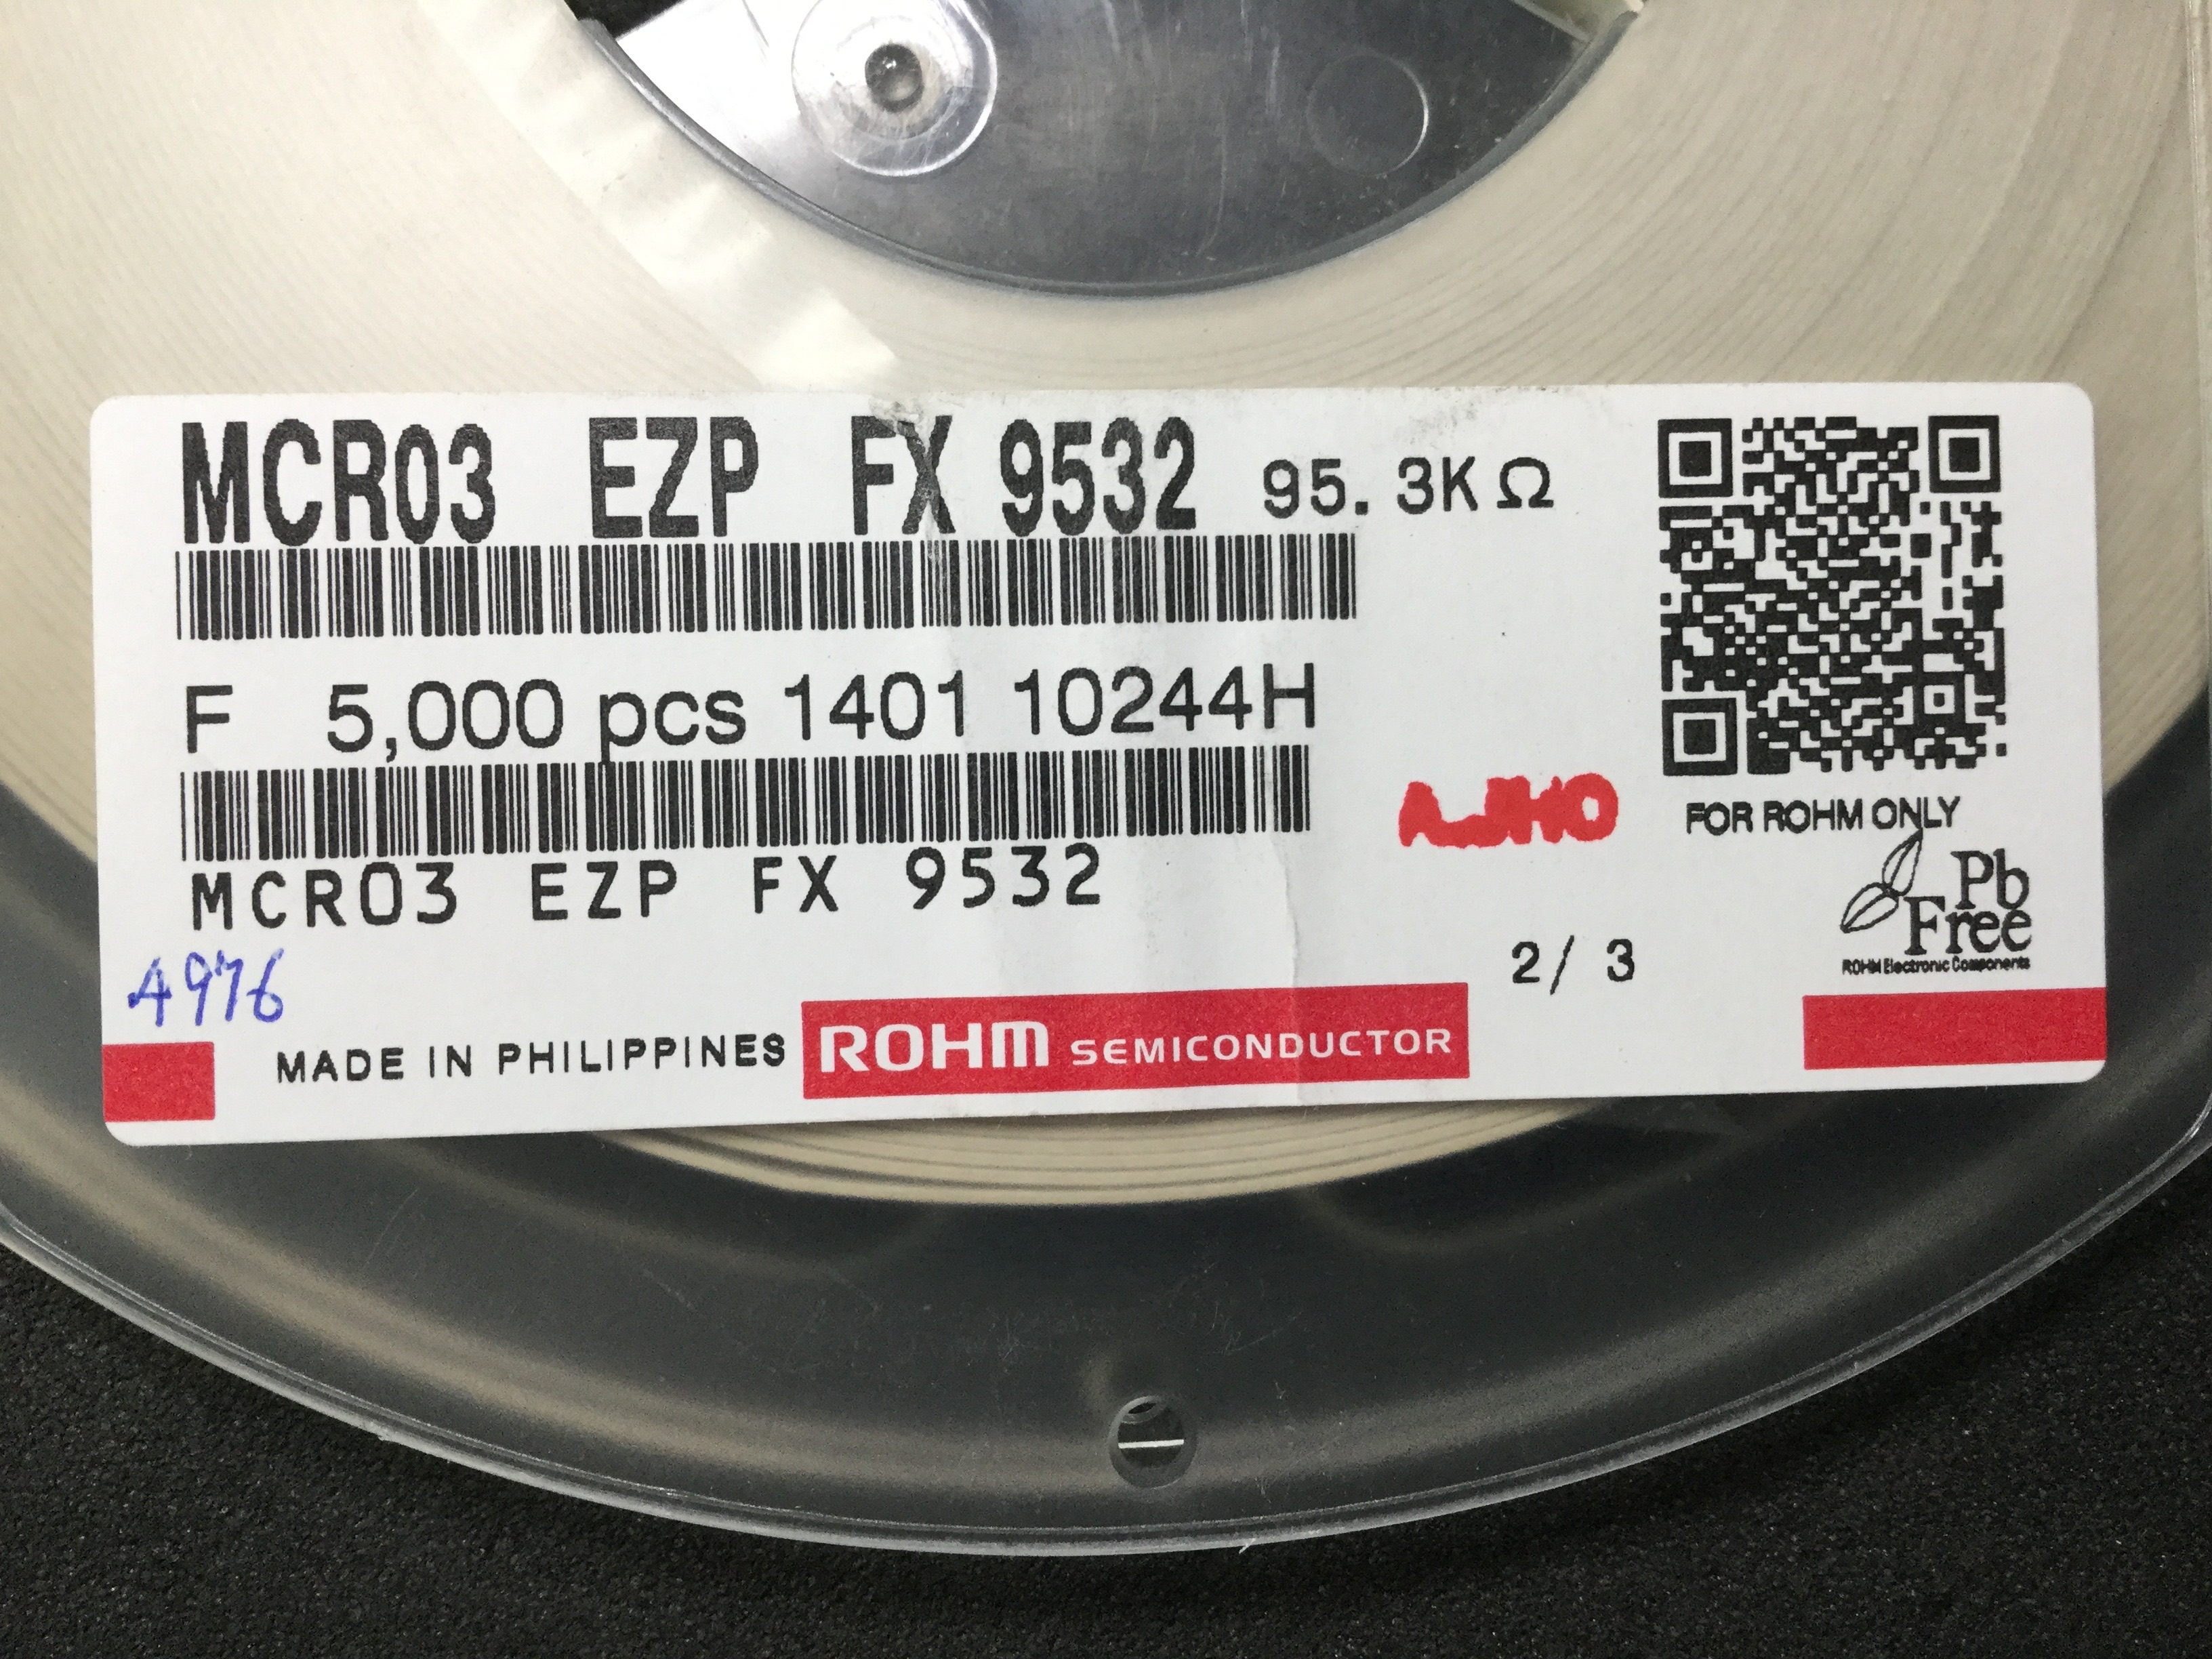 MCR03 EZP FX 9532 95.3KΩ
F 5,000 pcs 1401 10244H
MCR03 EZP FX 9532
AJHO
FOR ROHM ONLY
Pb
Free
ROHM Electronic Components
4976
2/ 3
MADE IN PHILIPPINES ROHM SEMICONDUCTOR